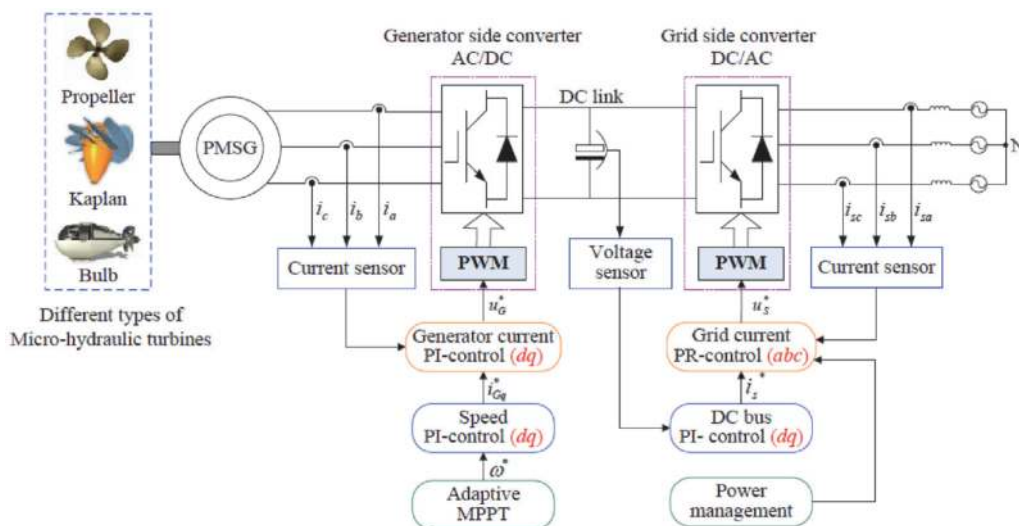 Generator side converter
AC/DC
Grid side converter
DC/AC
Propeller
Kaplan
Bulb
Different types of
Micro-hydraulic turbines
PMSG
DC link
N
i_c
i_b
i_a
i_sc
i_sb
i_sa
Current sensor
PWM
Voltage
sensor
PWM
Current sensor
u_G^*
u_S^*
Generator current
PI-control (dq)
Grid current
PR-control (abc)
i_Gq^*
i_s^*
Speed
PI-control (dq)
DC bus
PI- control (dq)
ω^*
Adaptive
MPPT
Power
management